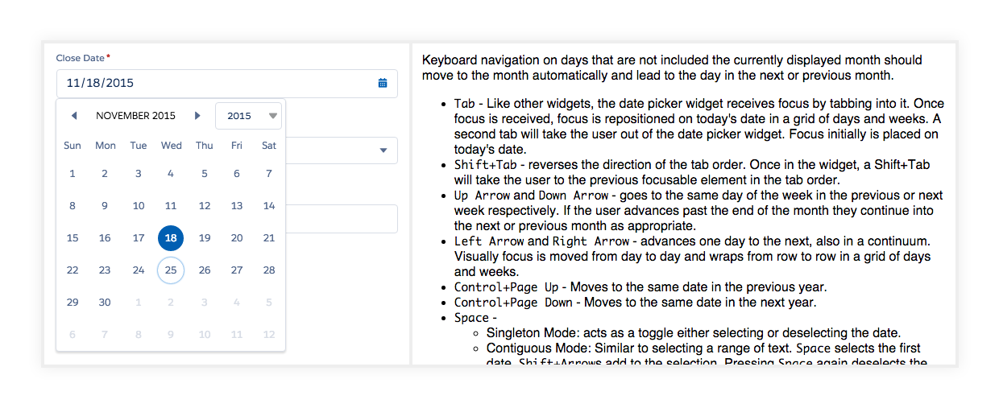 Close Date*
11/18/2015
NOVEMBER 2015
2015
Sun Mon Tue Wed Thu Fri Sat
1 2 3 4 5 6 7
8 9 10 11 12 13 14
15 16 17 18 19 20 21
22 23 24 25 26 27 28
29 30 1 2 3 4 5
6 7 8 9 10 11 12
Keyboard navigation on days that are not included the currently displayed month should
move to the month automatically and lead to the day in the next or previous month.
• Tab - Like other widgets, the date picker widget receives focus by tabbing into it. Once
focus is received, focus is repositioned on today's date in a grid of days and weeks. A
second tab will take the user out of the date picker widget. Focus initially is placed on
today's date.
• Shift+Tab - reverses the direction of the tab order. Once in the widget, a Shift+Tab
will take the user to the previous focusable element in the tab order.
• Up Arrow and Down Arrow - goes to the same day of the week in the previous or next
week respectively. If the user advances past the end of the month they continue into
the next or previous month as appropriate.
• Left Arrow and Right Arrow - advances one day to the next, also in a continuum.
Visually focus is moved from day to day and wraps from row to row in a grid of days
and weeks.
• Control+Page Up - Moves to the same date in the previous year.
• Control+Page Down - Moves to the same date in the next year.
• Space -
◦ Singleton Mode: acts as a toggle either selecting or deselecting the date.
◦ Contiguous Mode: Similar to selecting a range of text. Space selects the first
date. Shift+Arrows add to the selection. Pressing Space again deselects the